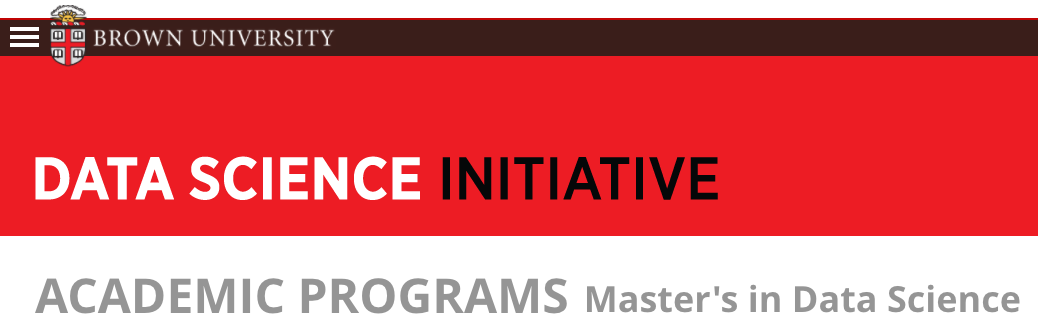 BROWN UNIVERSITY
DATA SCIENCE INITIATIVE
ACADEMIC PROGRAMS Master's in Data Science